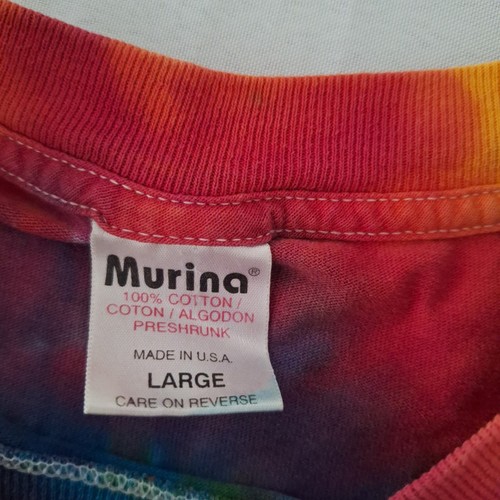 Murina®
100% COTTON /
COTON / ALGODON
PRESHRUNK
MADE IN U.S.A.
LARGE
CARE ON REVERSE